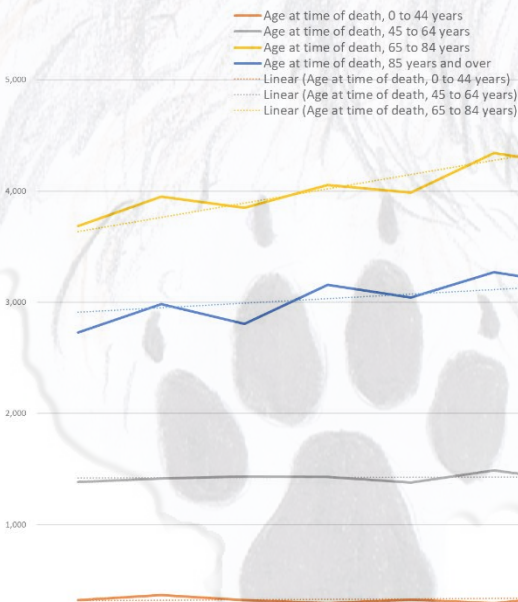 Age at time of death, 0 to 44 years
Age at time of death, 45 to 64 years
Age at time of death, 65 to 84 years
Age at time of death, 85 years and over
Linear (Age at time of death, 0 to 44 years)
Linear (Age at time of death, 45 to 64 years)
Linear (Age at time of death, 65 to 84 years)
5,000
4,000
3,000
2,000
1,000